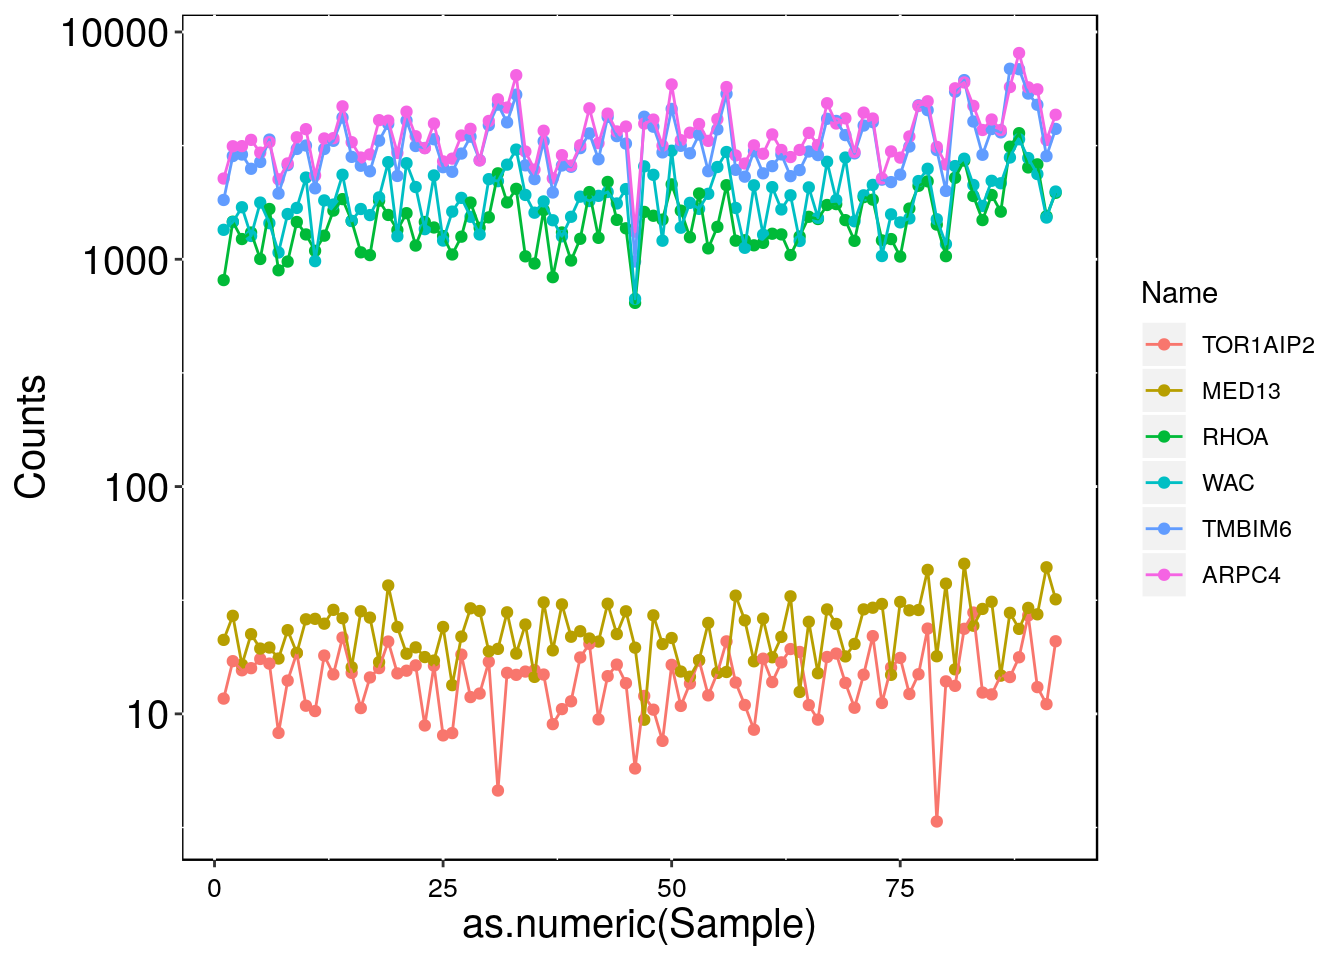 10000
1000
100
10
Counts
0
25
50
75
as.numeric(Sample)
Name
TOR1AIP2
MED13
RHOA
WAC
TMBIM6
ARPC4